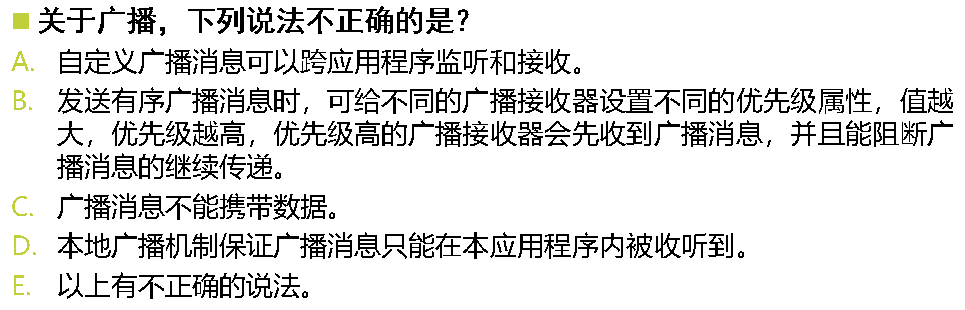 关于广播，下列说法不正确的是？
A. 自定义广播消息可以跨应用程序监听和接收。
B. 发送有序广播消息时，可给不同的广播接收器设置不同的优先级属性，值越
大，优先级越高，优先级高的广播接收器会先收到广播消息，并且能阻断广
播消息的继续传递。
C. 广播消息不能携带数据。
D. 本地广播机制保证广播消息只能在本应用程序内被收听到。
E. 以上有不正确的说法。